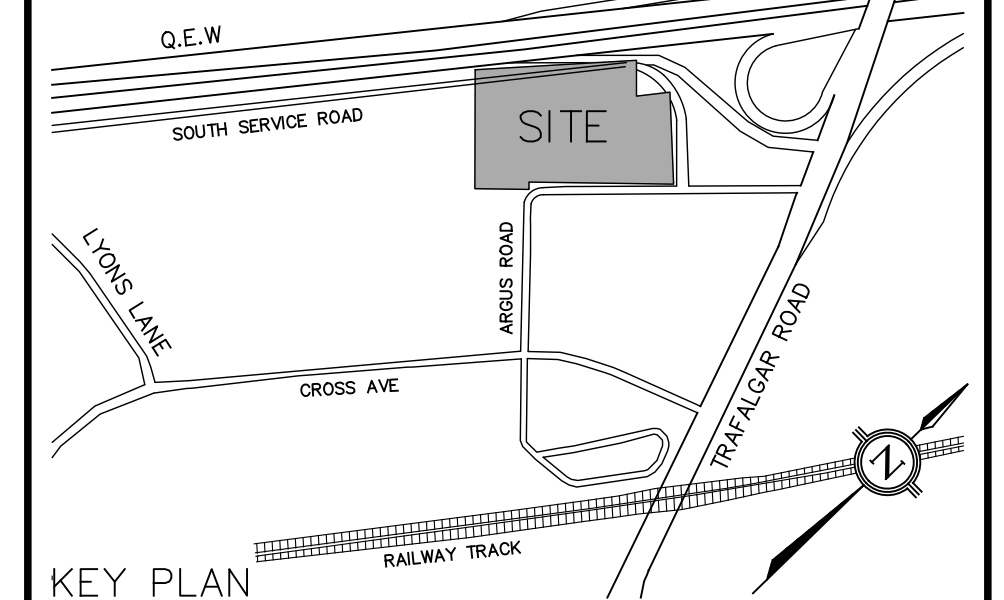 Q.E.W
SOUTH SERVICE ROAD
SITE
LYONS LANE
ARGUS ROAD
TRAFALGAR ROAD
CROSS AVE
N
RAILWAY TRACK
KEY PLAN